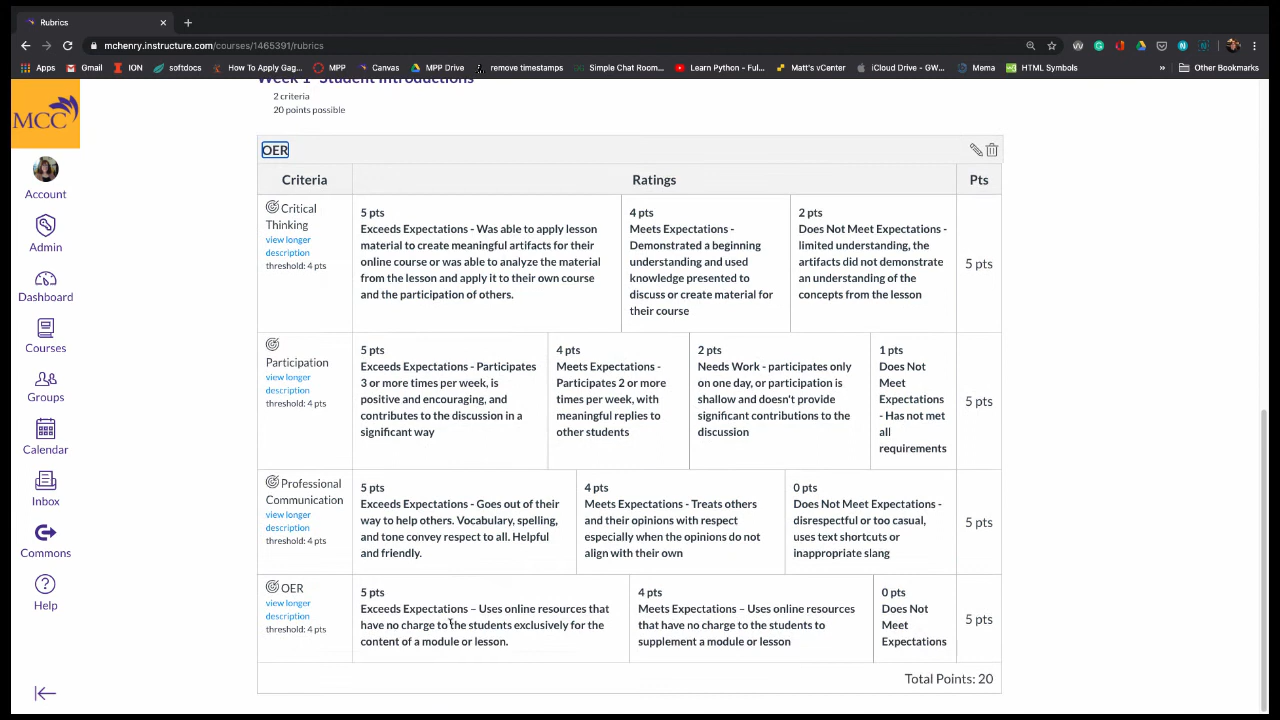 Rubrics
mchenry.instructure.com/courses/1465391/rubrics
Apps Gmail ION softdocs How To Apply Gag... MPP Canvas MPP Drive remove timestamps Simple Chat Room... Learn Python - Ful... Matt's vCenter iCloud Drive - GW... Mema HTML Symbols » Other Bookmarks
Week 1 Student Introductions
2 criteria
20 points possible
MCC
Account
Admin
Dashboard
Courses
Groups
Calendar
Inbox
Commons
Help
OER
Criteria Ratings Pts
Critical
Thinking
view longer
description
threshold: 4 pts
5 pts
Exceeds Expectations - Was able to apply lesson
material to create meaningful artifacts for their
online course or was able to analyze the material
from the lesson and apply it to their own course
and the participation of others.
4 pts
Meets Expectations -
Demonstrated a beginning
understanding and used
knowledge presented to
discuss or create material for
their course
2 pts
Does Not Meet Expectations -
limited understanding, the
artifacts did not demonstrate
an understanding of the
concepts from the lesson
5 pts
Participation
view longer
description
threshold: 4 pts
5 pts
Exceeds Expectations - Participates
3 or more times per week, is
positive and encouraging, and
contributes to the discussion in a
significant way
4 pts
Meets Expectations -
Participates 2 or more
times per week, with
meaningful replies to
other students
2 pts
Needs Work - participates only
on one day, or participation is
shallow and doesn't provide
significant contributions to the
discussion
1 pts
Does Not
Meet
Expectations
- Has not met
all
requirements
5 pts
Professional
Communication
view longer
description
threshold: 4 pts
5 pts
Exceeds Expectations - Goes out of their
way to help others. Vocabulary, spelling,
and tone convey respect to all. Helpful
and friendly.
4 pts
Meets Expectations - Treats others
and their opinions with respect
especially when the opinions do not
align with their own
0 pts
Does Not Meet Expectations -
disrespectful or too casual,
uses text shortcuts or
inappropriate slang
5 pts
OER
view longer
description
threshold: 4 pts
5 pts
Exceeds Expectations – Uses online resources that
have no charge to the students exclusively for the
content of a module or lesson.
4 pts
Meets Expectations – Uses online resources
that have no charge to the students to
supplement a module or lesson
0 pts
Does Not
Meet
Expectations
5 pts
Total Points: 20